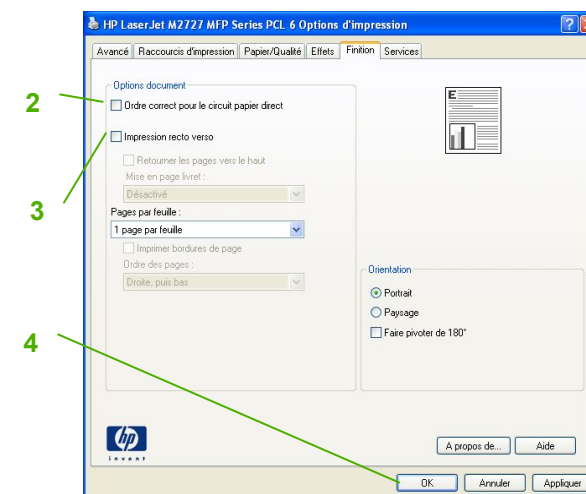 HP LaserJet M2727 MFP Series PCL 6 Options d'impression
Avancé Raccourcis d'impression Papier/Qualité Effets Finition Services
Options document
2
Ordre correct pour le circuit papier direct
E
Impression recto verso
Retourner les pages vers le haut
Mise en page livret :
Désactivé
3
Pages par feuille :
1 page par feuille
Imprimer bordures de page
Ordre des pages :
Droite, puis bas
Orientation
Portrait
Paysage
Faire pivoter de 180°
4
hp
invent
A propos de... Aide
OK Annuler Appliquer